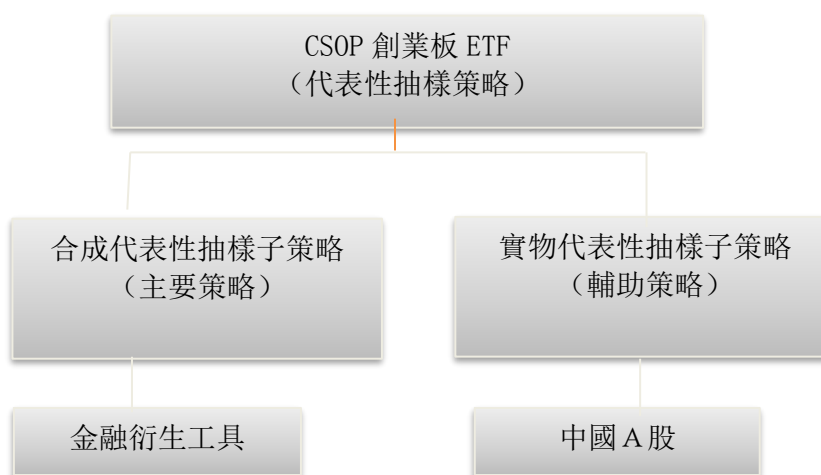 CSOP 創業板 ETF
（代表性抽樣策略）
合成代表性抽樣子策略
（主要策略）
實物代表性抽樣子策略
（輔助策略）
金融衍生工具
中國A股